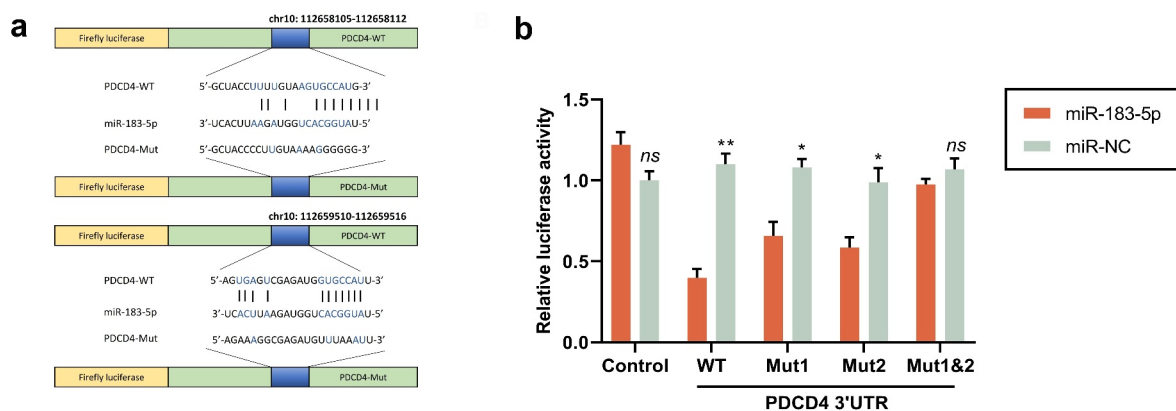 a
chr10: 112658105-112658112
Firefly luciferase
PDCD4-WT
PDCD4-WT
5’-GCUACCUUUUGUAAGUGCCAUG-3’
miR-183-5p
3’-UCACUUAAGAUGGUCACGGUAU-5’
PDCD4-Mut
5’-GCUACCCCUUGUAAAAGGGGGG-3’
Firefly luciferase
PDCD4-Mut
chr10: 112659510-112659516
Firefly luciferase
PDCD4-WT
PDCD4-WT
5’-AGUGAGUCGAGAUGGUGCCAUU-3’
miR-183-5p
3’-UCACUUAAGAUGGUCACGGUAU-5’
PDCD4-Mut
5’-AGAAAGGCGAGAUGUUUAAAUU-3’
Firefly luciferase
PDCD4-Mut
b
Relative luciferase activity
1.5
1.0
0.5
0.0
ns
**
*
*
ns
Control
WT
Mut1
Mut2
Mut1&2
PDCD4 3'UTR
miR-183-5p
miR-NC